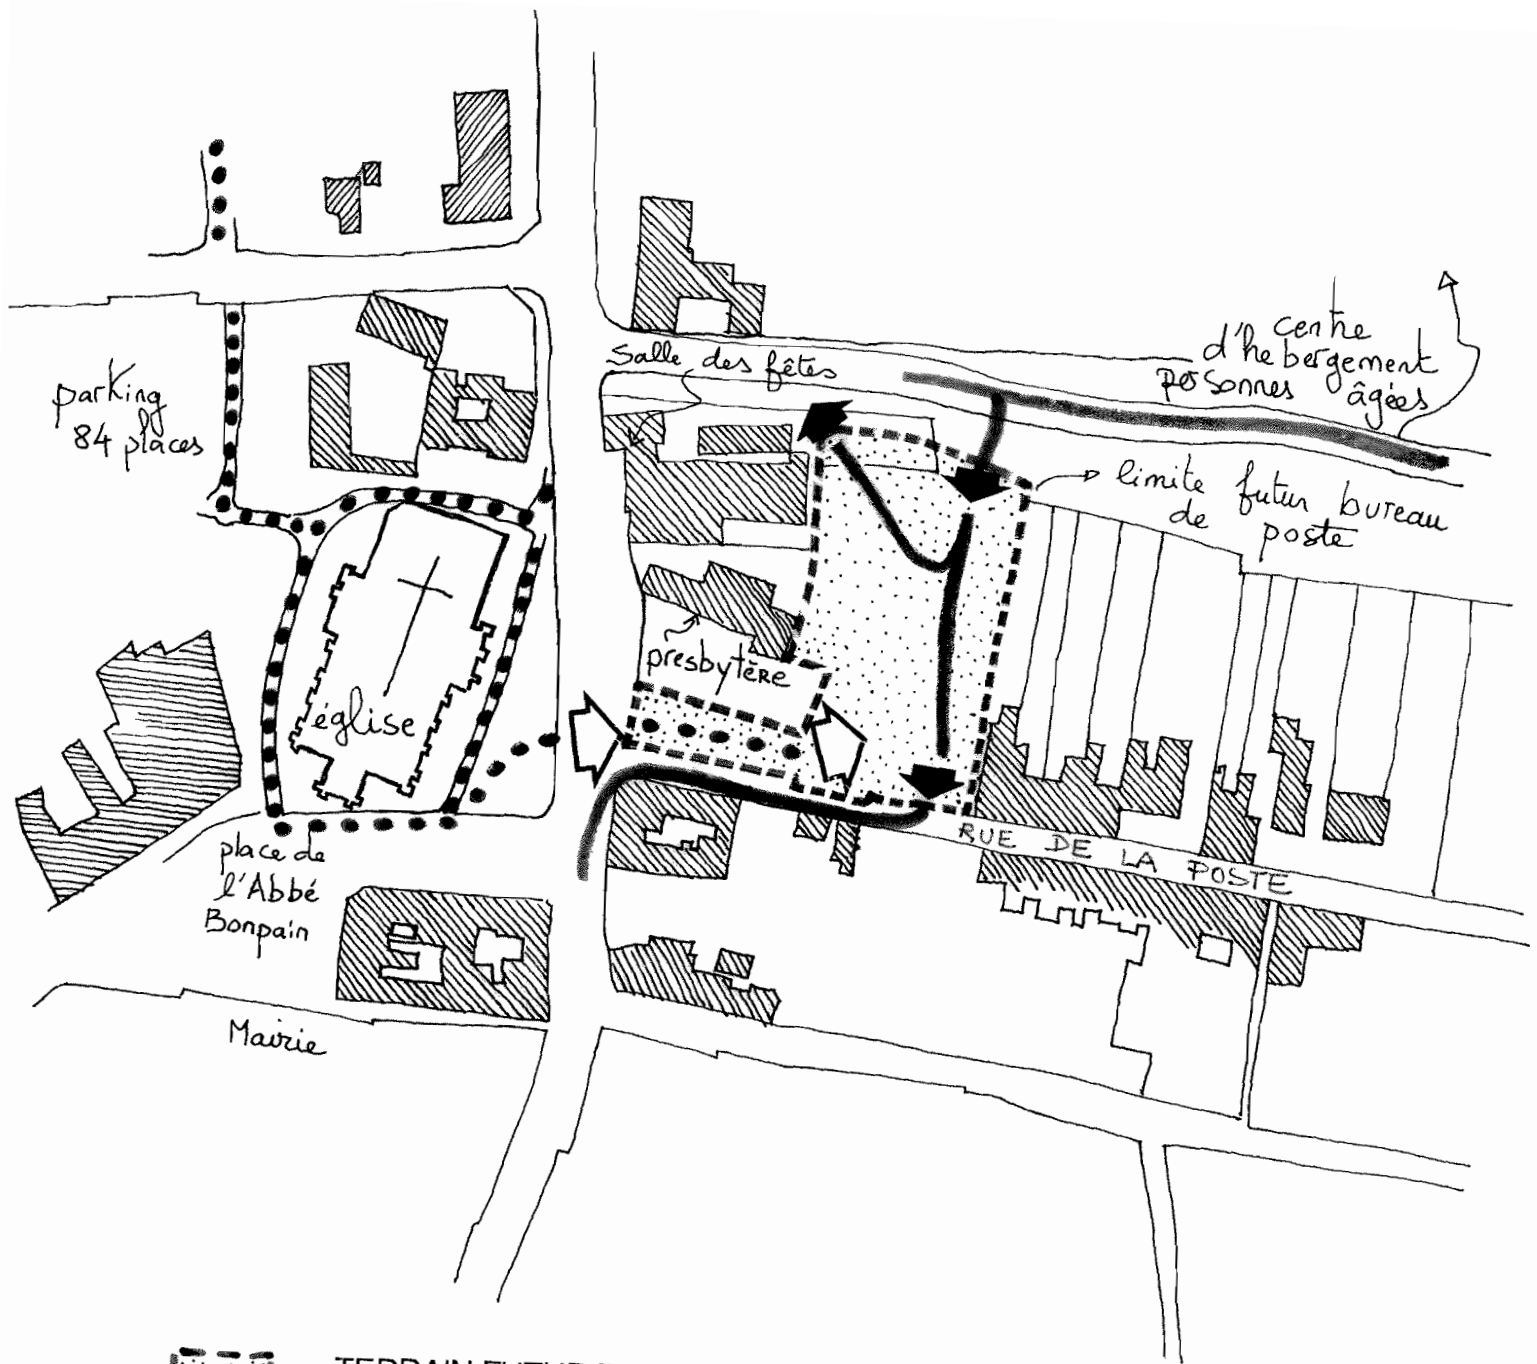 Salle des fêtes
centre
d'hebergement
personnes âgées
parking
84 places
limite futur bureau
de poste
presbytère
église
RUE DE LA POSTE
place de
l'Abbé
Bonpain
Mairie
TERRAIN